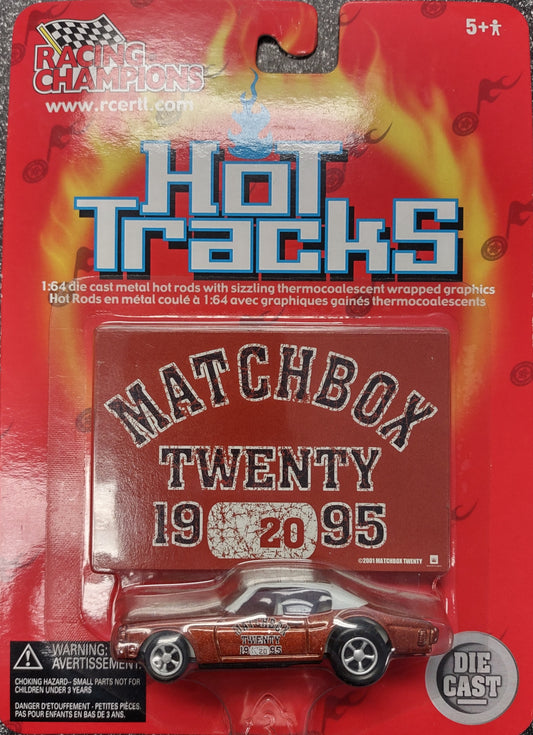 RACING
CHAMPIONS
www.rcertl.com
5+
HOT
TRACKS
1:64 die cast metal hot rods with sizzling thermocoalescent wrapped graphics
Hot Rods en métal coulé à 1:64 avec graphiques gainés thermocoalescents
MATCHBOX
TWENTY
19 20 95
©2001 MATCHBOX TWENTY
MATCHBOX
TWENTY
19 20 95
WARNING:
AVERTISSEMENT
CHOKING HAZARD- SMALL PARTS NOT FOR
CHILDREN UNDER 3 YEARS
DANGER D'ETOUFFEMENT - PETITES PIÈCES.
PAS POUR ENFANTS EN BAS DE 3 ANS.
DIE
CAST